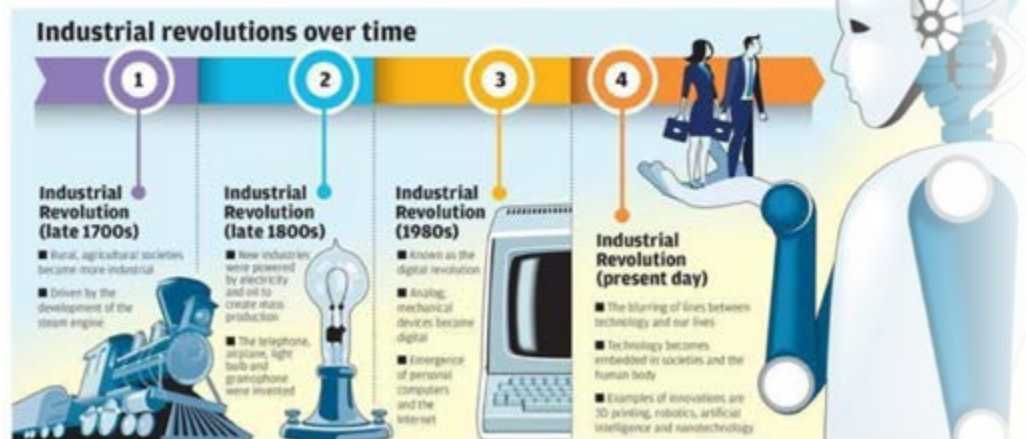 Industrial revolutions over time
1
2
3
4
Industrial
Revolution
(late 1700s)
■ Rural, agricultural societies
became more industrial
■ Driven by the
development of the
steam engine
Industrial
Revolution
(late 1800s)
■ New industries
were powered
by electricity
and oil to
create mass
production
■ The telephone,
airplane, light
bulb and
gramophone
were invented
Industrial
Revolution
(1980s)
■ Known as the
digital revolution
■ Analog,
mechanical
devices became
digital
■ Emergence
of personal
computers
and the
Internet
Industrial
Revolution
(present day)
■ The blurring of lines between
technology and our lives
■ Technology becomes
embedded in societies and the
human body
■ Examples of innovations are
3D printing, robotics, artificial
intelligence and nanotechnology